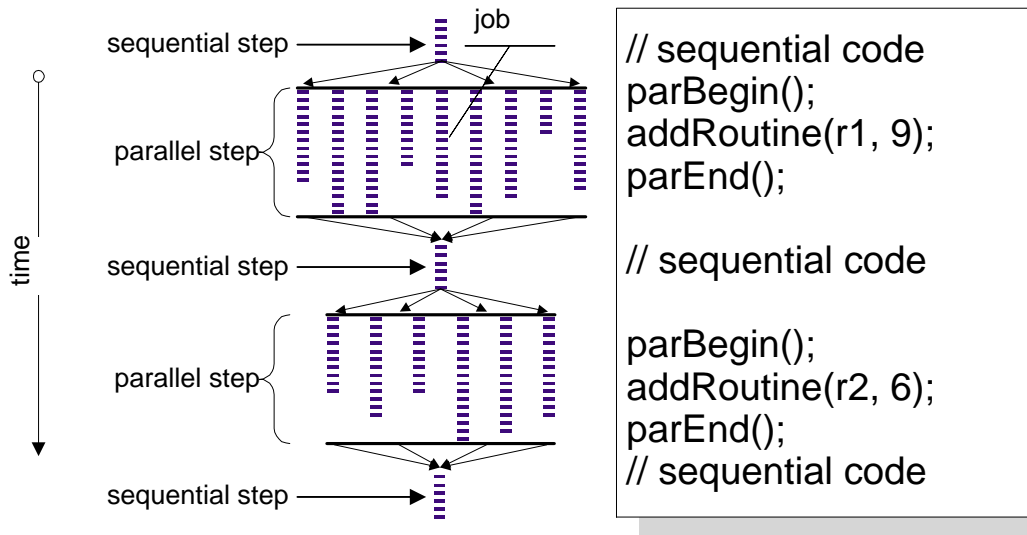 job
sequential step
parallel step
sequential step
parallel step
sequential step
time
// sequential code
parBegin();
addRoutine(r1, 9);
parEnd();
// sequential code
parBegin();
addRoutine(r2, 6);
parEnd();
// sequential code